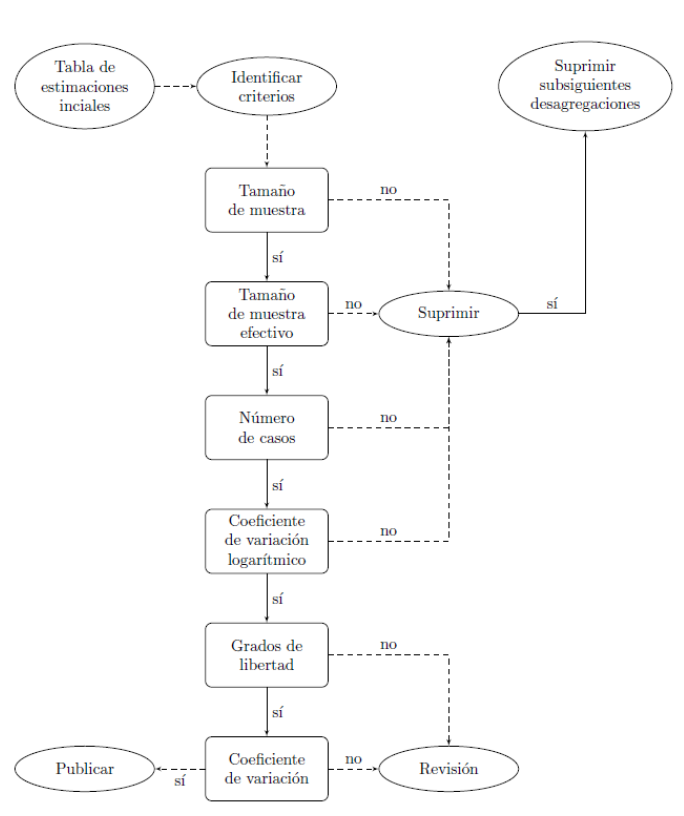 Tabla de
estimaciones
inciales
Identificar
criterios
Suprimir
subsiguientes
desagregaciones
Tamaño
de muestra
no
sí
Tamaño
de muestra
efectivo
no
Suprimir
sí
sí
Número
de casos
no
sí
Coeficiente
de variación
logarítmico
no
sí
Grados de
libertad
no
sí
Publicar
sí
Coeficiente
de variación
no
Revisión